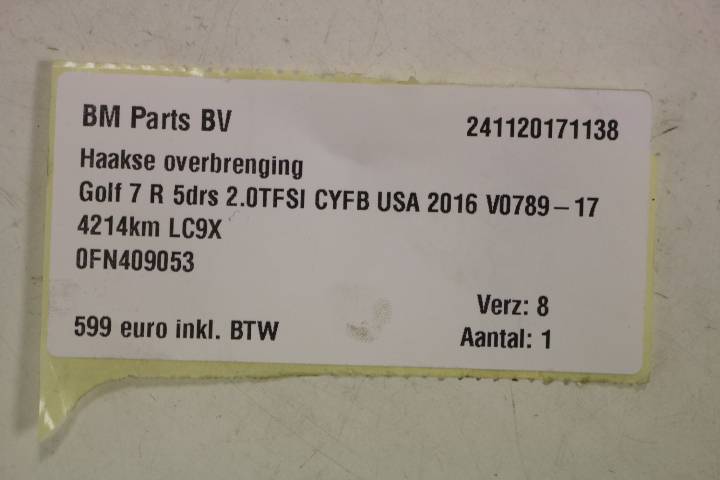 BM Parts BV 241120171138
Haakse overbrenging
Golf 7 R 5drs 2.0TFSI CYFB USA 2016 V0789-17
4214km LC9X
0FN409053
Verz: 8
599 euro inkl. BTW Aantal: 1